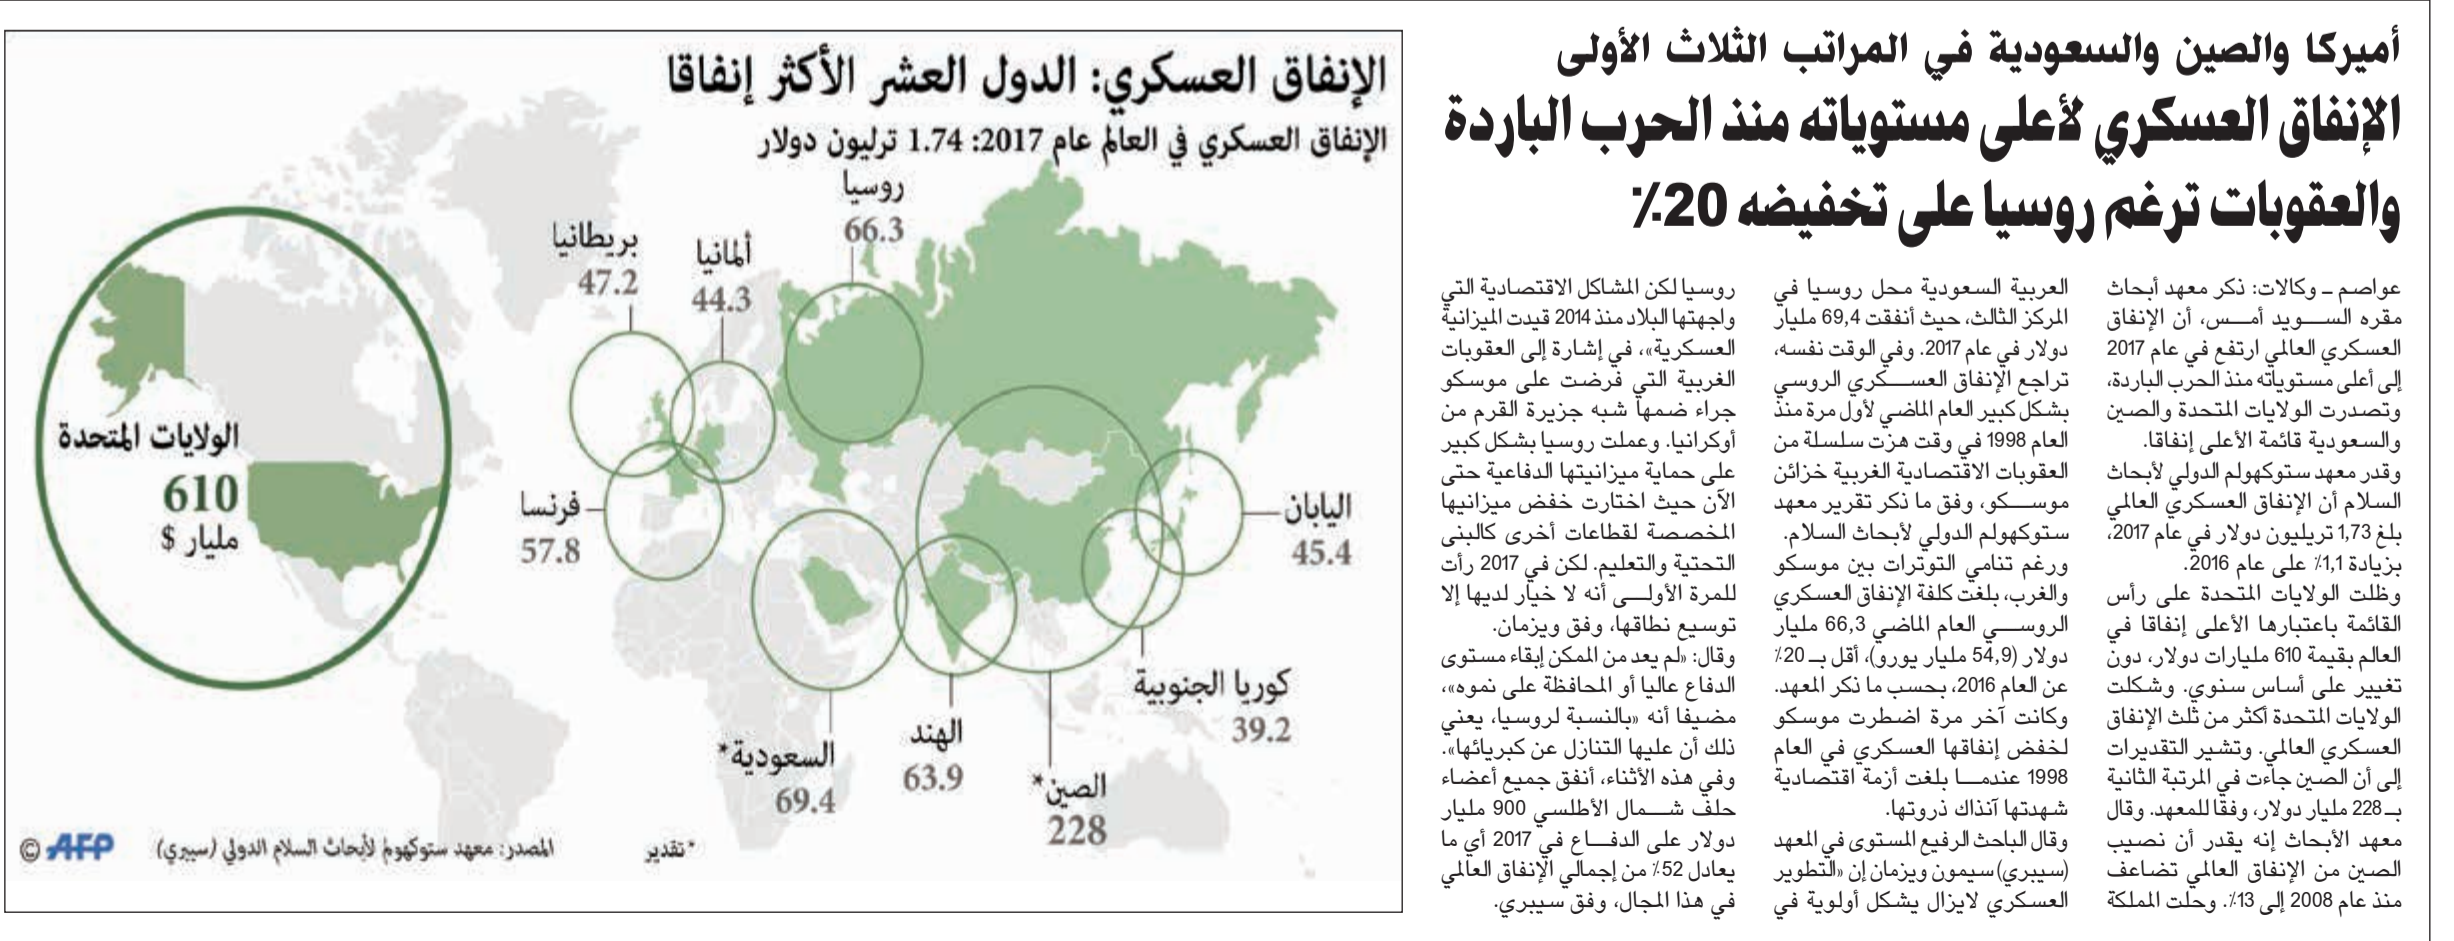 أميركا والصين والسعودية في المراتب الثلاث الأولى
الإنفاق العسكري لأعلى مستوياته منذ الحرب الباردة
والعقوبات ترغم روسيا على تخفيضه 20٪
عواصم ـ وكالات: ذكر معهد أبحاث
مقره السويد أمس، أن الإنفاق
العسكري العالمي ارتفع في عام 2017
إلى أعلى مستوياته منذ الحرب الباردة،
وتصدرت الولايات المتحدة والصين
والسعودية قائمة الأعلى إنفاقا.
وقدر معهد ستوكهولم الدولي لأبحاث
السلام أن الإنفاق العسكري العالمي
بلغ 1,73 تريليون دولار في عام 2017،
بزيادة 1,1٪ على عام 2016.
وظلت الولايات المتحدة على رأس
القائمة باعتبارها الأعلى إنفاقا في
العالم بقيمة 610 مليارات دولار، دون
تغيير على أساس سنوي. وشكلت
الولايات المتحدة أكثر من ثلث الإنفاق
العسكري العالمي. وتشير التقديرات
إلى أن الصين جاءت في المرتبة الثانية
بـ 228 مليار دولار، وفقا للمعهد. وقال
معهد الأبحاث إنه يقدر أن نصيب
الصين من الإنفاق العالمي تضاعف
منذ عام 2008 إلى 13٪. وحلت المملكة
العربية السعودية محل روسيا في
المركز الثالث، حيث أنفقت 69,4 مليار
دولار في عام 2017. وفي الوقت نفسه،
تراجع الإنفاق العسكري الروسي
بشكل كبير العام الماضي لأول مرة منذ
العام 1998 في وقت هزت سلسلة من
العقوبات الاقتصادية الغربية خزائن
موسكو، وفق ما ذكر تقرير معهد
ستوكهولم الدولي لأبحاث السلام.
ورغم تنامي التوترات بين موسكو
والغرب، بلغت كلفة الإنفاق العسكري
الروسي العام الماضي 66,3 مليار
دولار (54,9 مليار يورو)، أقل بـ 20٪
عن العام 2016، بحسب ما ذكر المعهد.
وكانت آخر مرة اضطرت موسكو
لخفض إنفاقها العسكري في العام
1998 عندما بلغت أزمة اقتصادية
شهدتها آنذاك ذروتها.
وقال الباحث الرفيع المستوى في المعهد
(سيبري) سيمون ويزمان إن «التطوير
العسكري لايزال يشكل أولوية في
روسيا لكن المشاكل الاقتصادية التي
واجهتها البلاد منذ 2014 قيدت الميزانية
العسكرية»، في إشارة إلى العقوبات
الغربية التي فرضت على موسكو
جراء ضمها شبه جزيرة القرم من
أوكرانيا. وعملت روسيا بشكل كبير
على حماية ميزانيتها الدفاعية حتى
الآن حيث اختارت خفض ميزانيها
المخصصة لقطاعات أخرى كالبنى
التحتية والتعليم. لكن في 2017 رأت
للمرة الأولى أنه لا خيار لديها إلا
توسيع نطاقها، وفق ويزمان.
وقال: «لم يعد من الممكن إبقاء مستوى
الدفاع عاليا أو المحافظة على نموه»،
مضيفا أنه «بالنسبة لروسيا، يعني
ذلك أن عليها التنازل عن كبريائها».
وفي هذه الأثناء، أنفق جميع أعضاء
حلف شمال الأطلسي 900 مليار
دولار على الدفاع في 2017 أي ما
يعادل 52٪ من إجمالي الإنفاق العالمي
في هذا المجال، وفق سيبري.
الإنفاق العسكري: الدول العشر الأكثر إنفاقا
الإنفاق العسكري في العالم عام 2017: 1.74 ترليون دولار
روسيا
66.3
ألمانيا
44.3
بريطانيا
47.2
الولايات المتحدة
610
مليار $
فرنسا
57.8
اليابان
45.4
كوريا الجنوبية
39.2
الصين*
228
الهند
63.9
السعودية*
69.4
*تقدير
المصدر: معهد ستوكهولم لأبحاث السلام الدولي (سيبري)
AFP ©